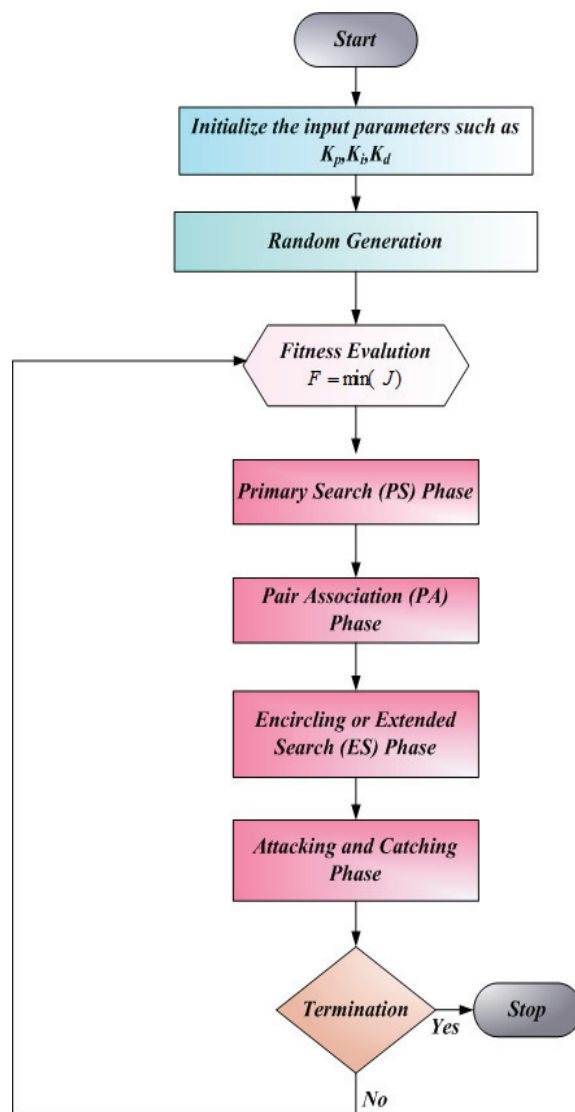 Start
Initialize the input parameters such as
Kp,Ki,Kd
Random Generation
Fitness Evalution
F = min( J)
Primary Search (PS) Phase
Pair Association (PA)
Phase
Encircling or Extended
Search (ES) Phase
Attacking and Catching
Phase
Termination
Yes
Stop
No